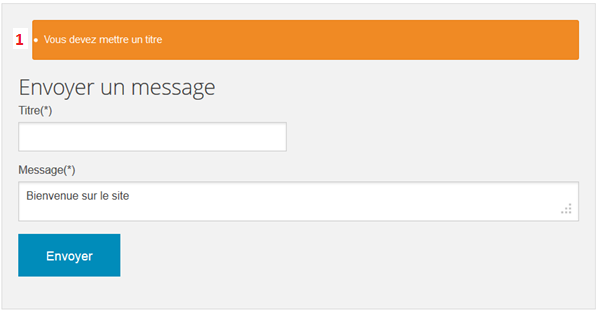 1 • Vous devez mettre un titre
Envoyer un message
Titre(*)
Message(*)
Bienvenue sur le site
Envoyer